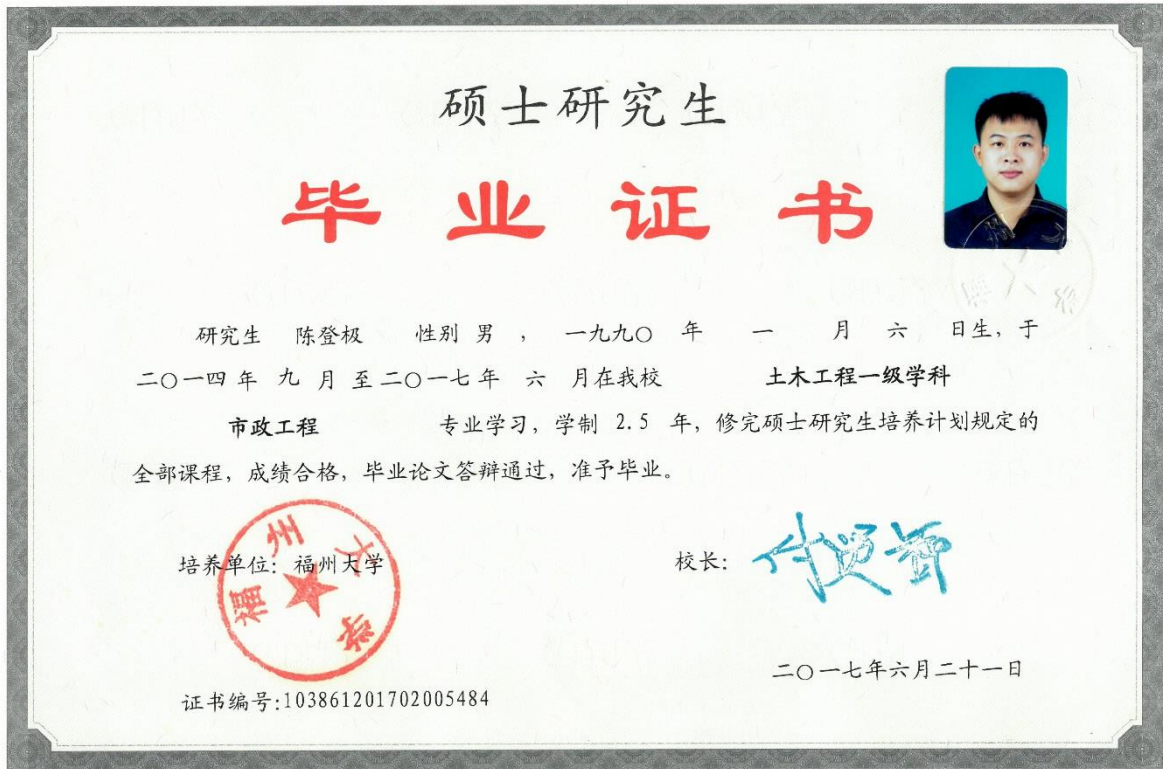 硕士研究生
毕业证书
研究生 陈登极 性别 男 ， 一九九〇 年 一 月 六 日生，于
二〇一四 年 九 月 至二〇一七 年 六 月在我校 土木工程一级学科
市政工程 专业学习，学制 2.5 年，修完硕士研究生培养计划规定的
全部课程，成绩合格，毕业论文答辩通过，准予毕业。
培养单位：福州大学
福州大学
校长：
二〇一七年六月二十一日
证书编号:103861201702005484